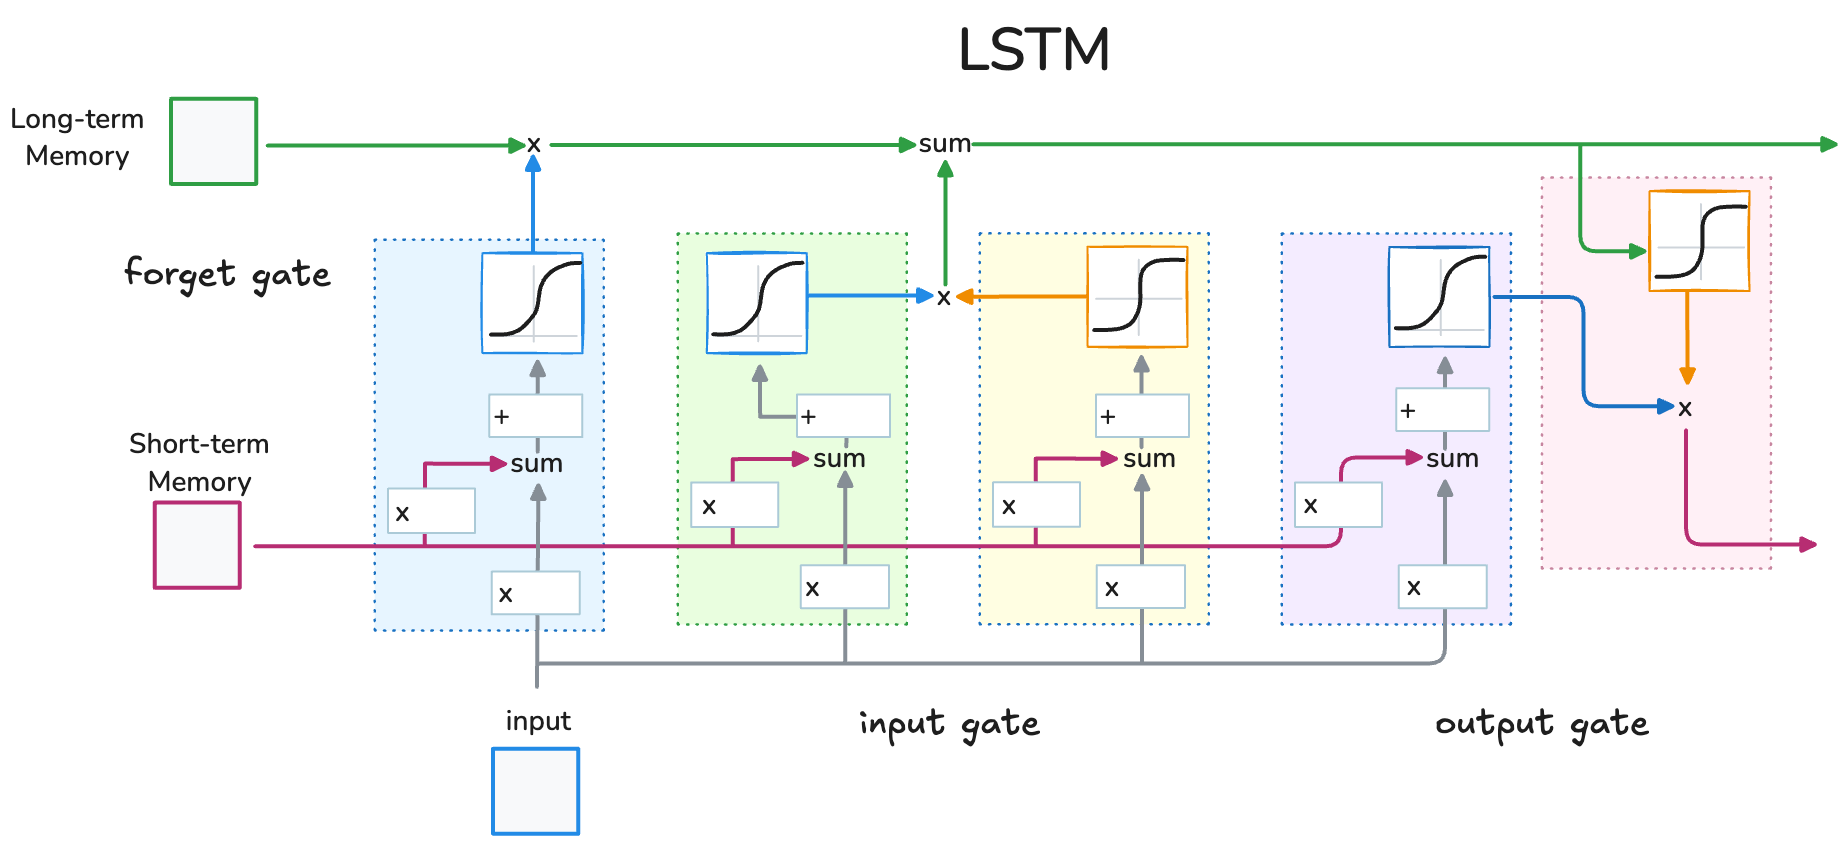 LSTM
Long-term
Memory
x
sum
forget gate
x
x
+
+
+
+
Short-term
Memory
sum
sum
sum
sum
x
x
x
x
x
x
x
x
input
input gate
output gate